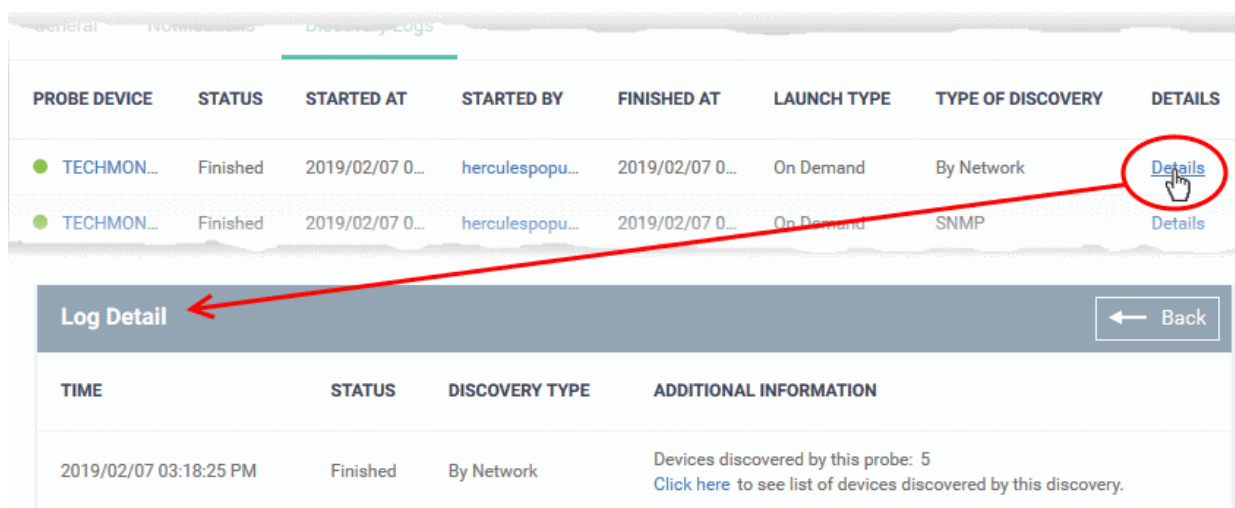 General Notifications Discovery Logs
PROBE DEVICE STATUS STARTED AT STARTED BY FINISHED AT LAUNCH TYPE TYPE OF DISCOVERY DETAILS
TECHMON... Finished 2019/02/07 0... herculespopu... 2019/02/07 0... On Demand By Network Details
TECHMON... Finished 2019/02/07 0... herculespopu... 2019/02/07 0... On Demand SNMP Details
Log Detail Back
TIME STATUS DISCOVERY TYPE ADDITIONAL INFORMATION
2019/02/07 03:18:25 PM Finished By Network Devices discovered by this probe: 5
Click here to see list of devices discovered by this discovery.